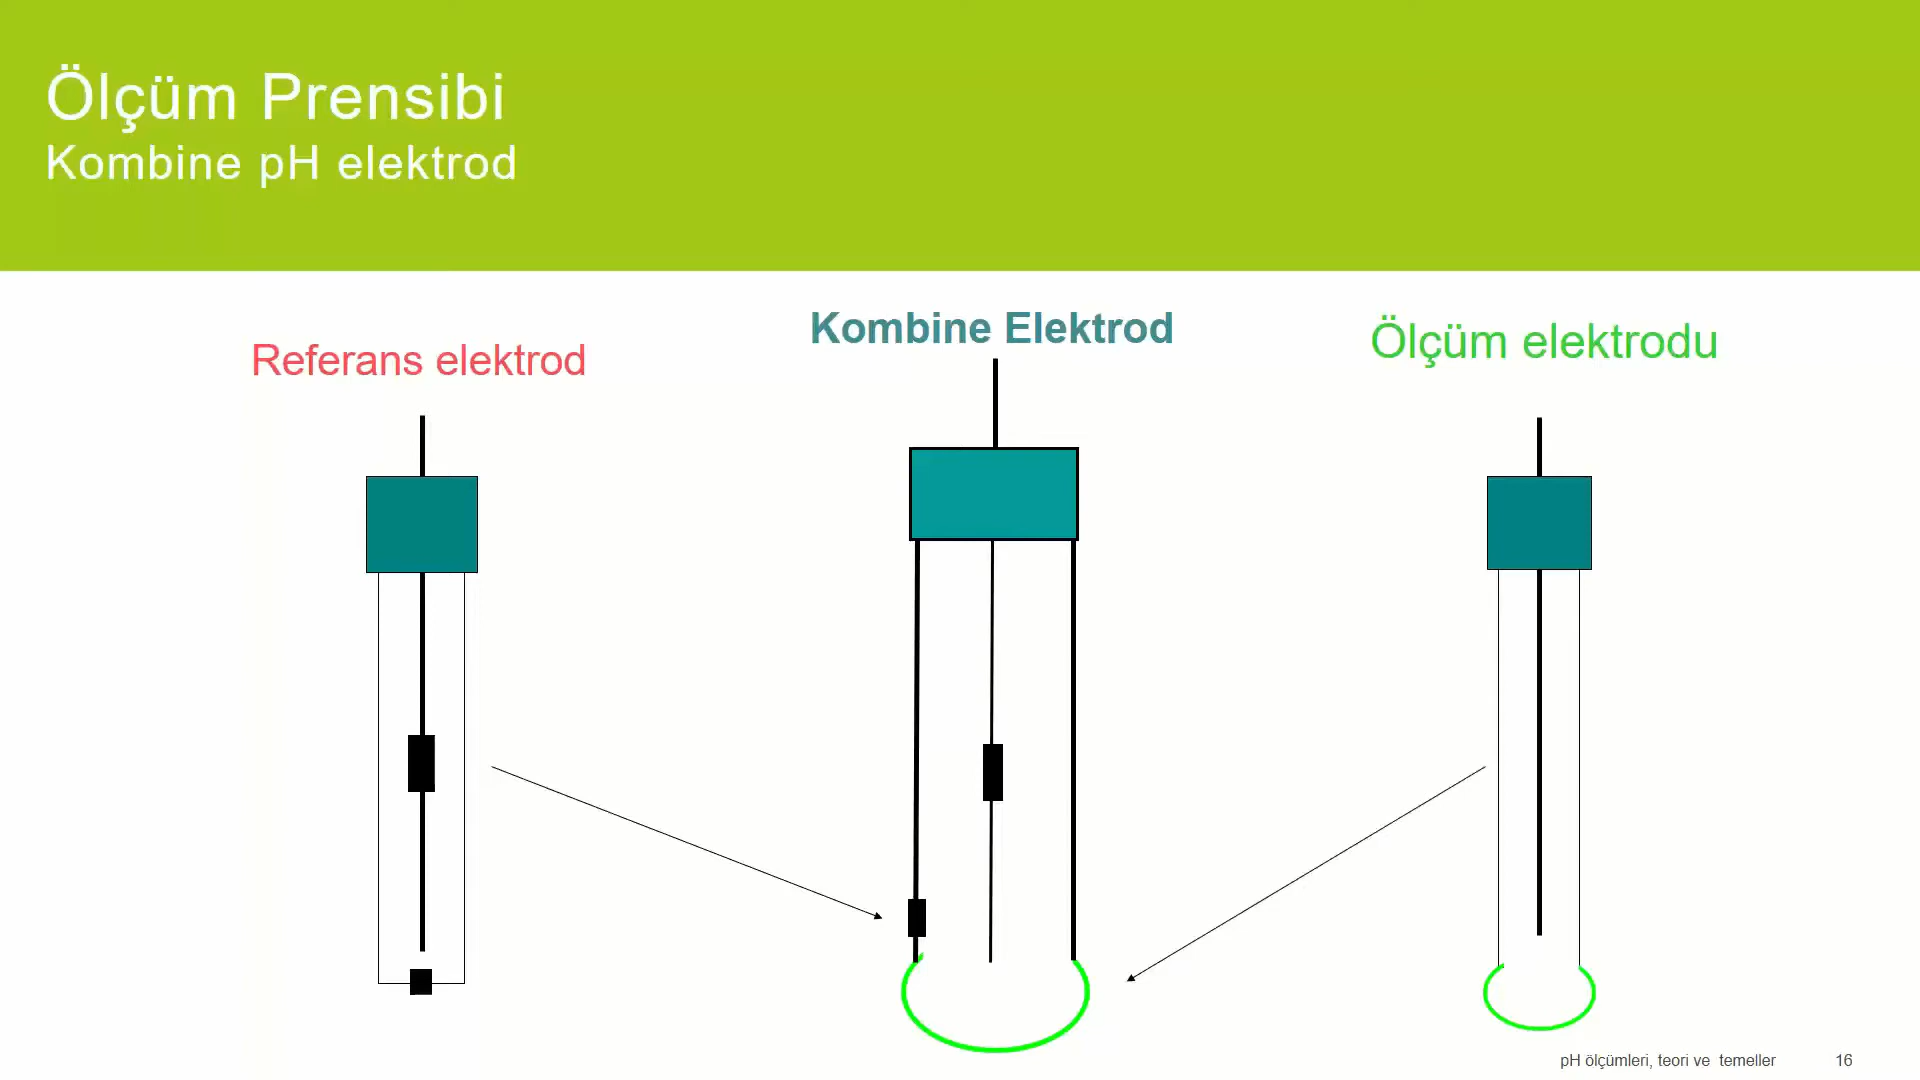 Ölçüm Prensibi
Kombine pH elektrod
Referans elektrod
Kombine Elektrod
Ölçüm elektrodu
pH ölçümleri, teori ve temeller
16